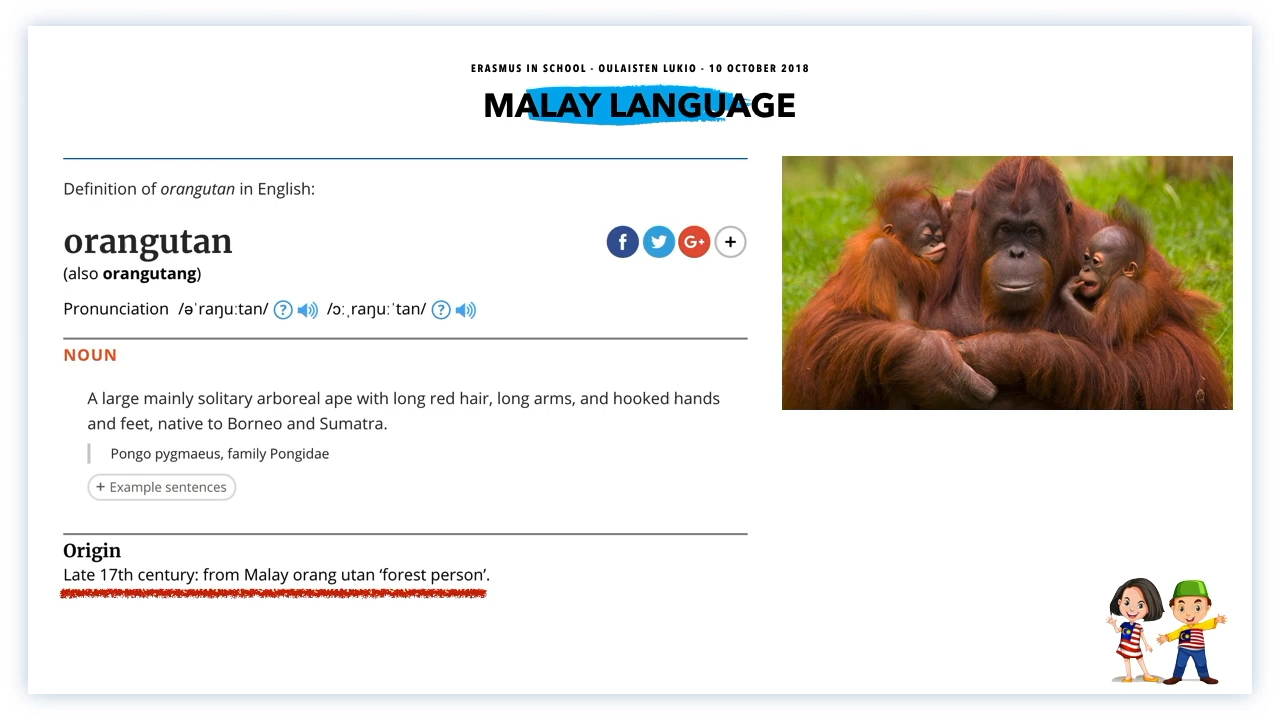 ERASMUS IN SCHOOL - OULAISTEN LUKIO - 10 OCTOBER 2018
MALAY LANGUAGE
Definition of orangutan in English:
orangutan
(also orangutang)
Pronunciation /əˈraŋuːtan/ ? /ɔːˌraŋuːˈtan/ ?
NOUN
A large mainly solitary arboreal ape with long red hair, long arms, and hooked hands
and feet, native to Borneo and Sumatra.
Pongo pygmaeus, family Pongidae
+ Example sentences
Origin
Late 17th century: from Malay orang utan ‘forest person’.